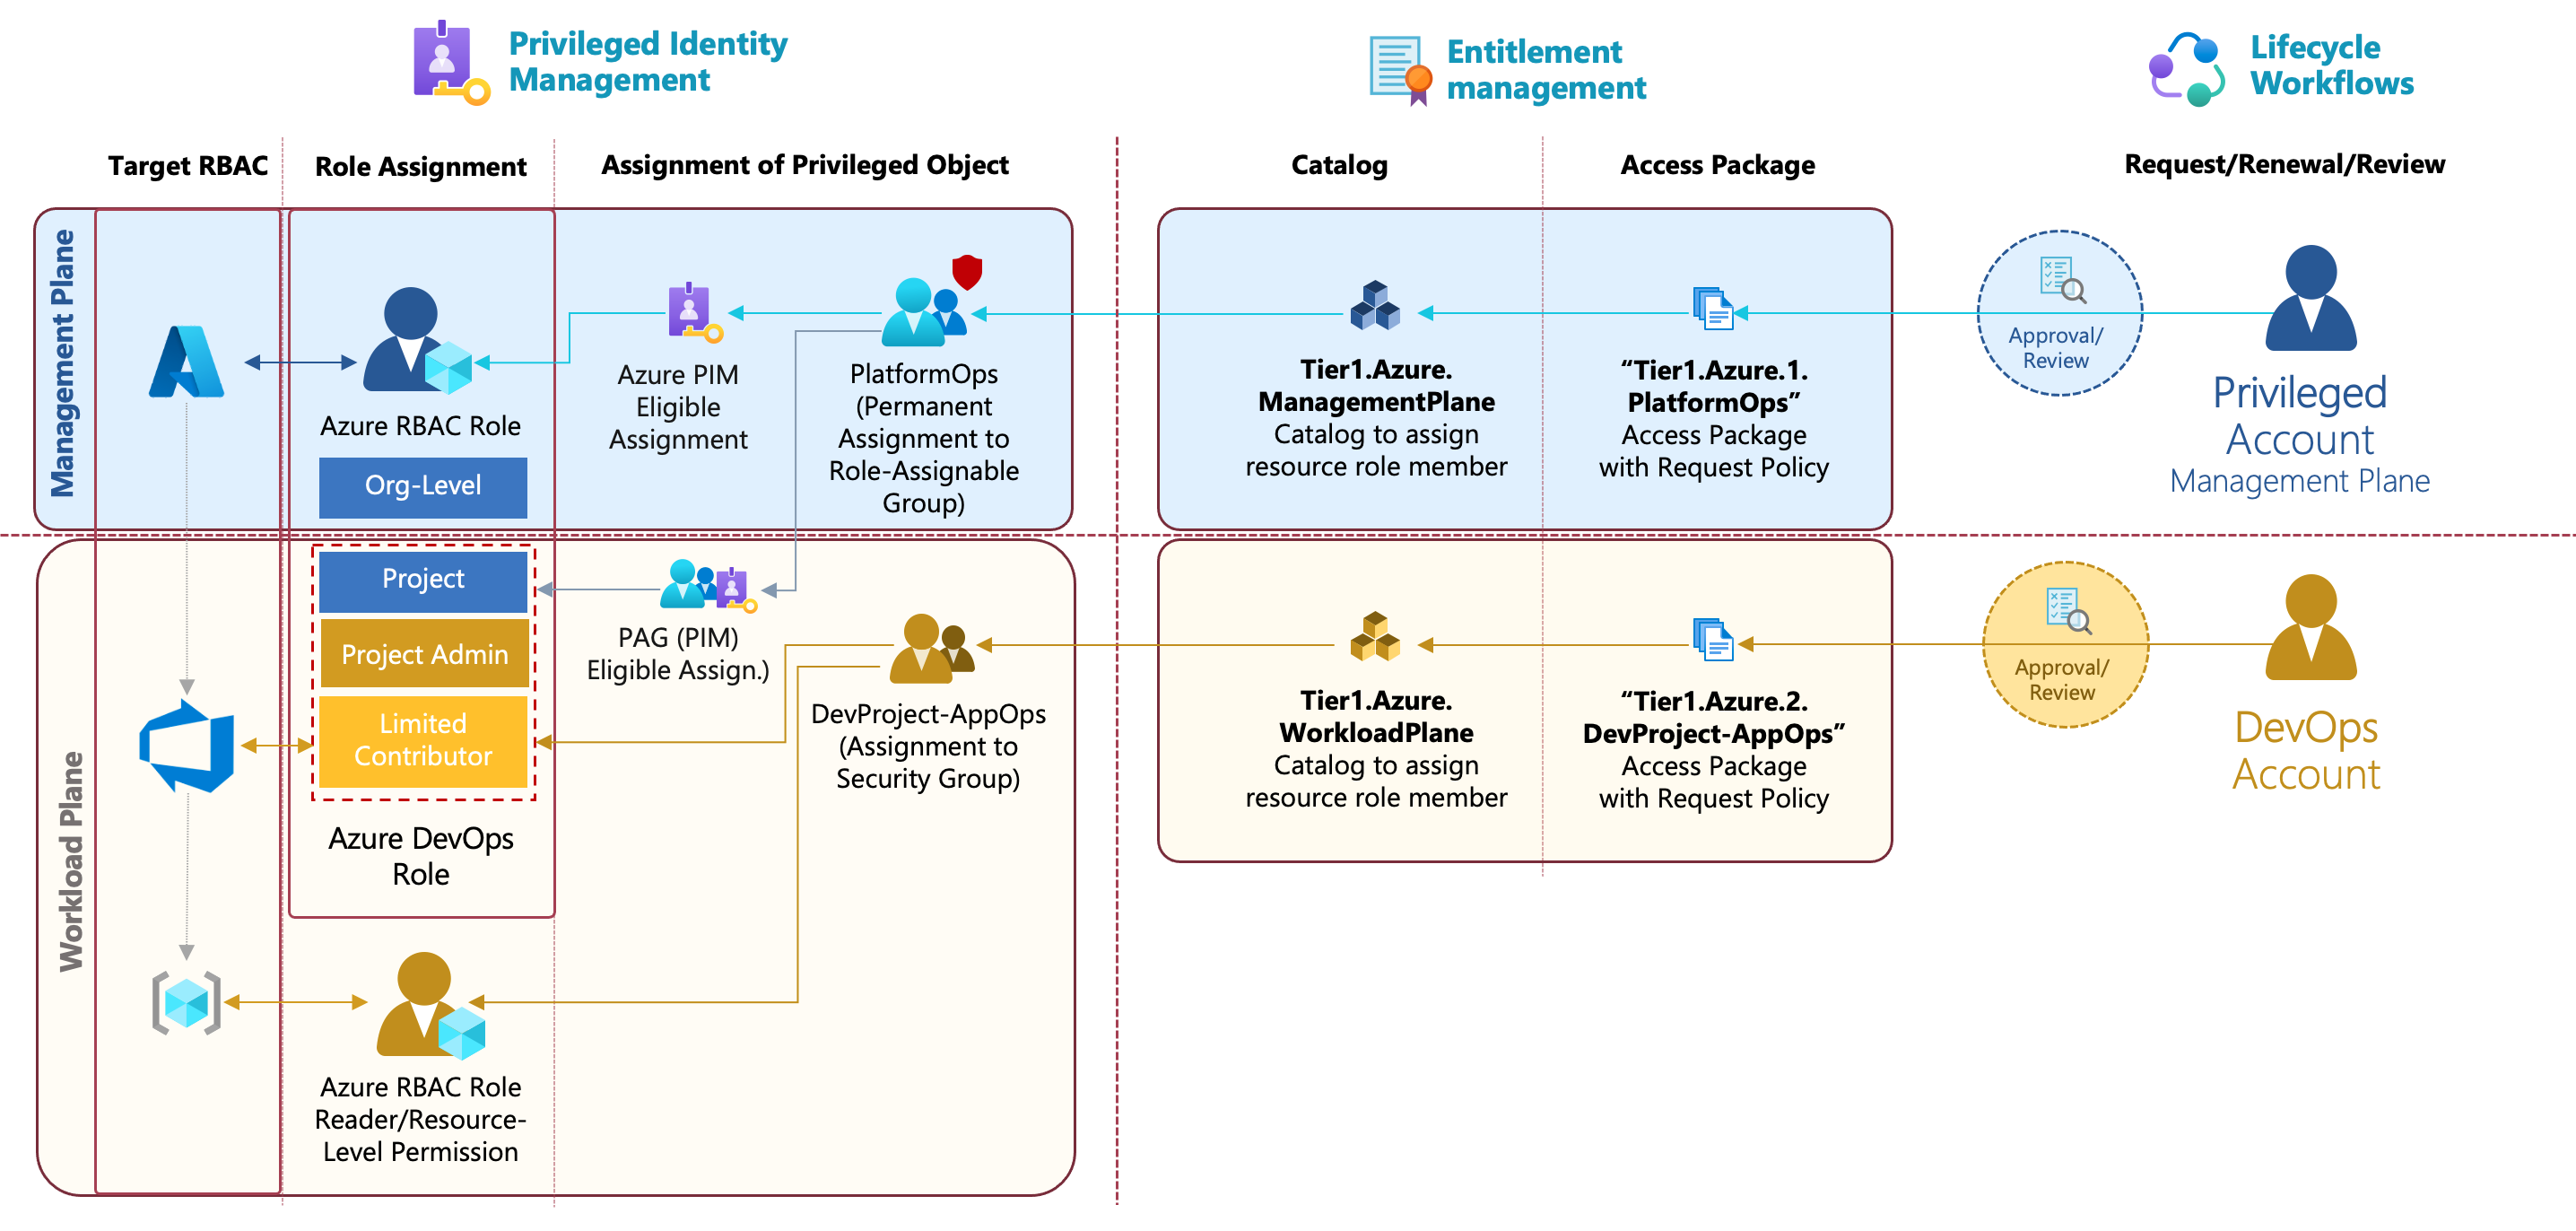 Privileged Identity
Management
Entitlement
management
Lifecycle
Workflows
Target RBAC
Role Assignment
Assignment of Privileged Object
Catalog
Access Package
Request/Renewal/Review
Management Plane
Azure RBAC Role
Org-Level
Azure PIM
Eligible
Assignment
PlatformOps
(Permanent
Assignment to
Role-Assignable
Group)
Tier1.Azure.
ManagementPlane
Catalog to assign
resource role member
“Tier1.Azure.1.
PlatformOps”
Access Package
with Request Policy
Approval/
Review
Privileged
Account
Management Plane
Workload Plane
Project
Project Admin
Limited
Contributor
Azure DevOps
Role
PAG (PIM)
Eligible Assign.)
DevProject-AppOps
(Assignment to
Security Group)
Tier1.Azure.
WorkloadPlane
Catalog to assign
resource role member
“Tier1.Azure.2.
DevProject-AppOps”
Access Package
with Request Policy
Approval/
Review
DevOps
Account
Azure RBAC Role
Reader/Resource-
Level Permission